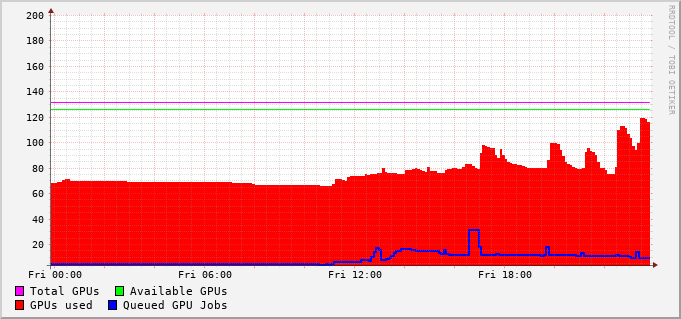 200
180
160
140
120
100
80
60
40
20
Fri 00:00 Fri 06:00 Fri 12:00 Fri 18:00
Total GPUs Available GPUs
GPUs used Queued GPU Jobs
RRDTOOL / TOBI OETIKER